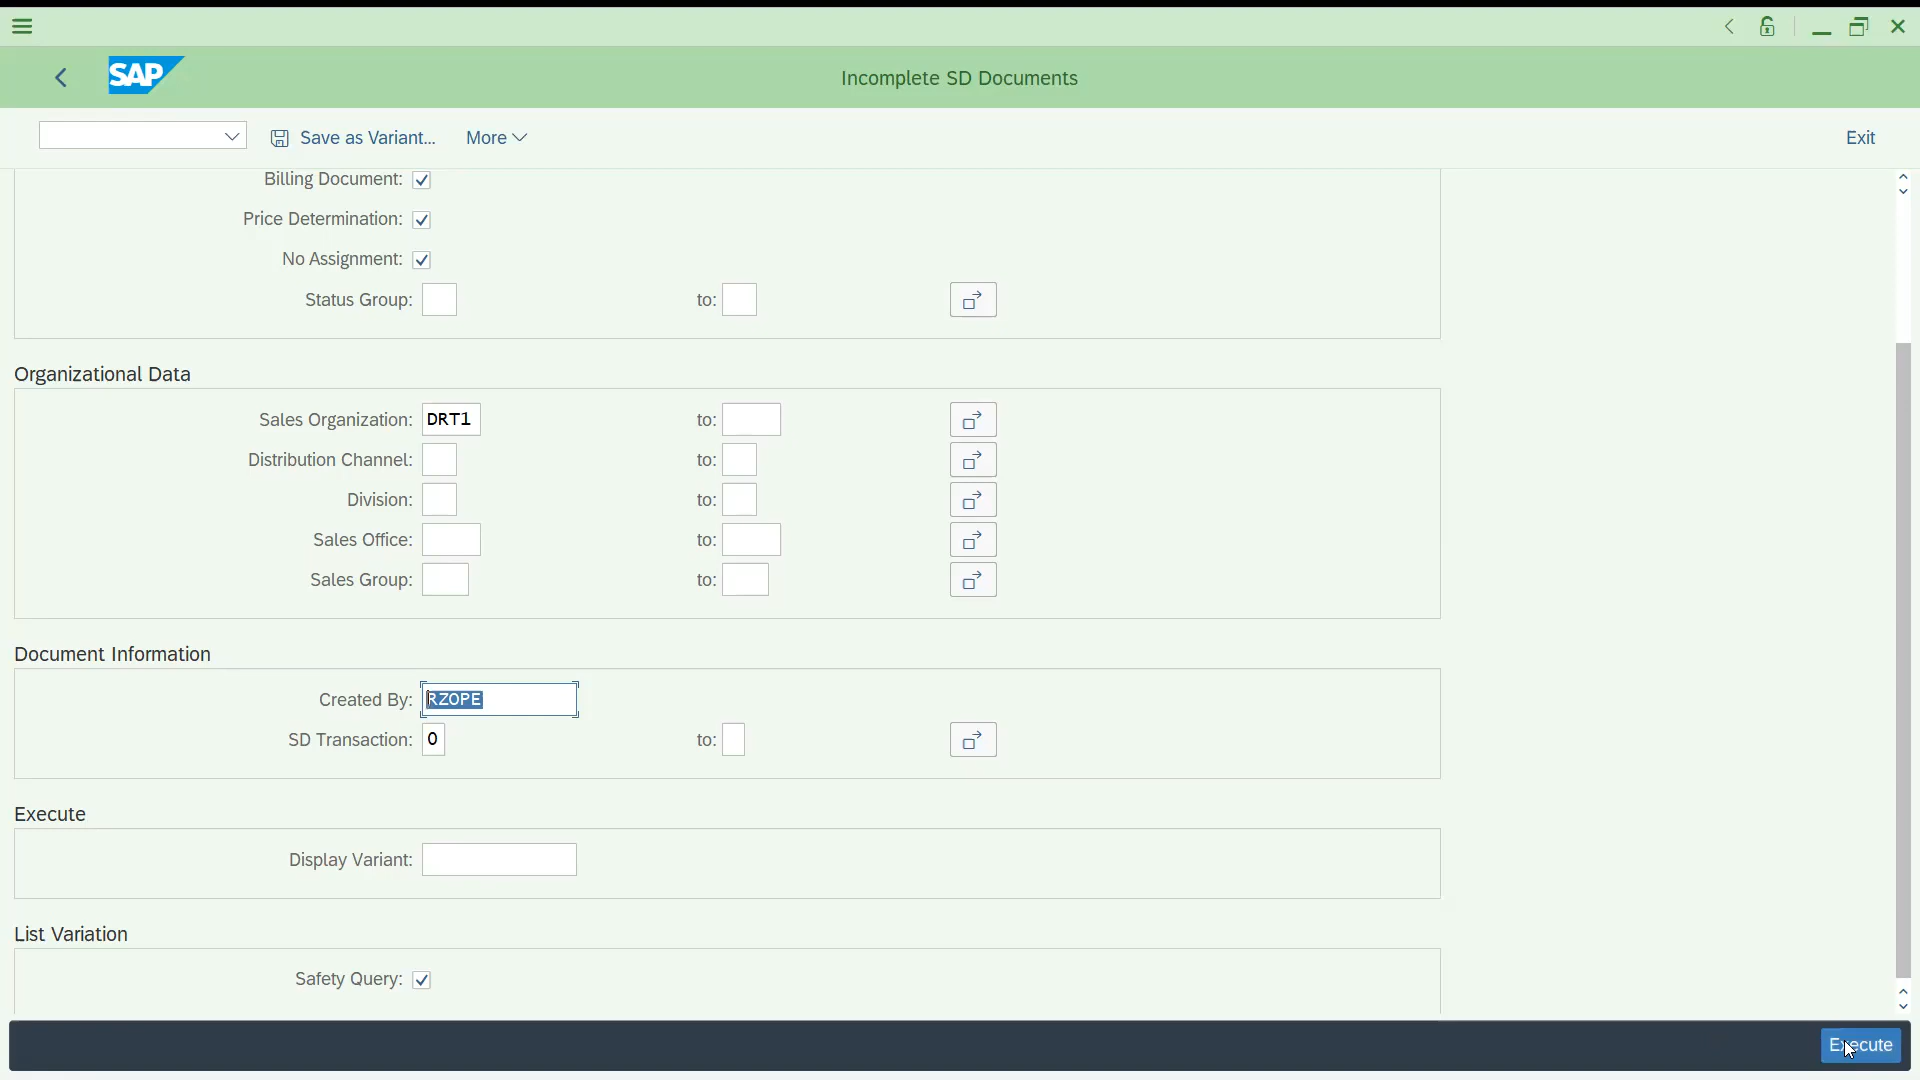 SAP
Incomplete SD Documents
Save as Variant... More Exit
Billing Document:
Price Determination:
No Assignment:
Status Group: to:
Organizational Data
Sales Organization: DRT1 to:
Distribution Channel: to:
Division: to:
Sales Office: to:
Sales Group: to:
Document Information
Created By: RZOPE
SD Transaction: 0 to:
Execute
Display Variant:
List Variation
Safety Query:
Execute